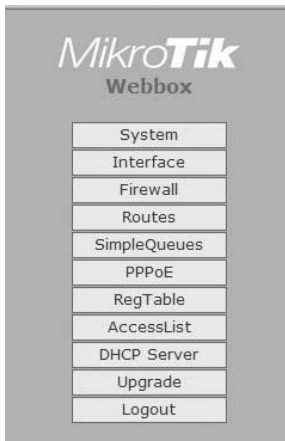 MikroTik
Webbox
System
Interface
Firewall
Routes
SimpleQueues
PPPoE
RegTable
AccessList
DHCP Server
Upgrade
Logout